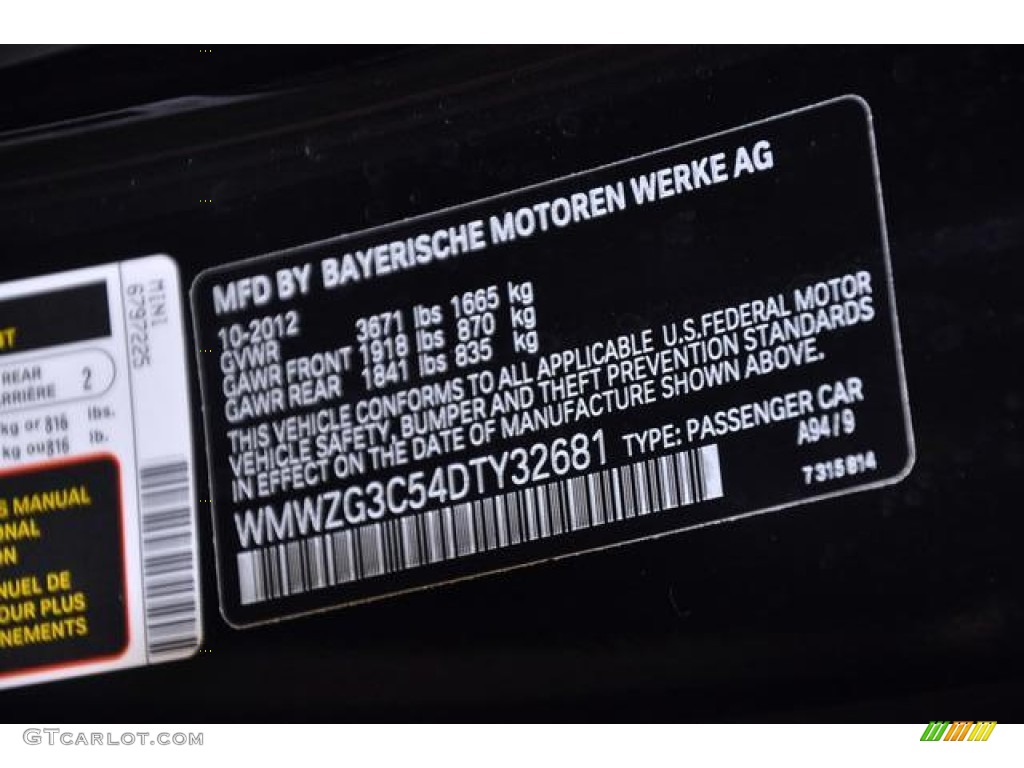 MFD BY BAYERISCHE MOTOREN WERKE AG
10-2012
GVWR 3671 lbs 1665 kg
GAWR FRONT 1918 lbs 870 kg
GAWR REAR 1841 lbs 835 kg
THIS VEHICLE CONFORMS TO ALL APPLICABLE U.S.FEDERAL MOTOR
VEHICLE SAFETY, BUMPER AND THEFT PREVENTION STANDARDS
IN EFFECT ON THE DATE OF MANUFACTURE SHOWN ABOVE.
WMWZG3C54DTY32681 TYPE: PASSENGER CAR
A94/9
7315814
MINI
6797225
T
REAR 2
RRIÈRE
kg or 816 lbs.
kg ou 816 lb.
S MANUAL
ONAL
ON
NUEL DE
OUR PLUS
NEMENTS
GTCARLOT.COM